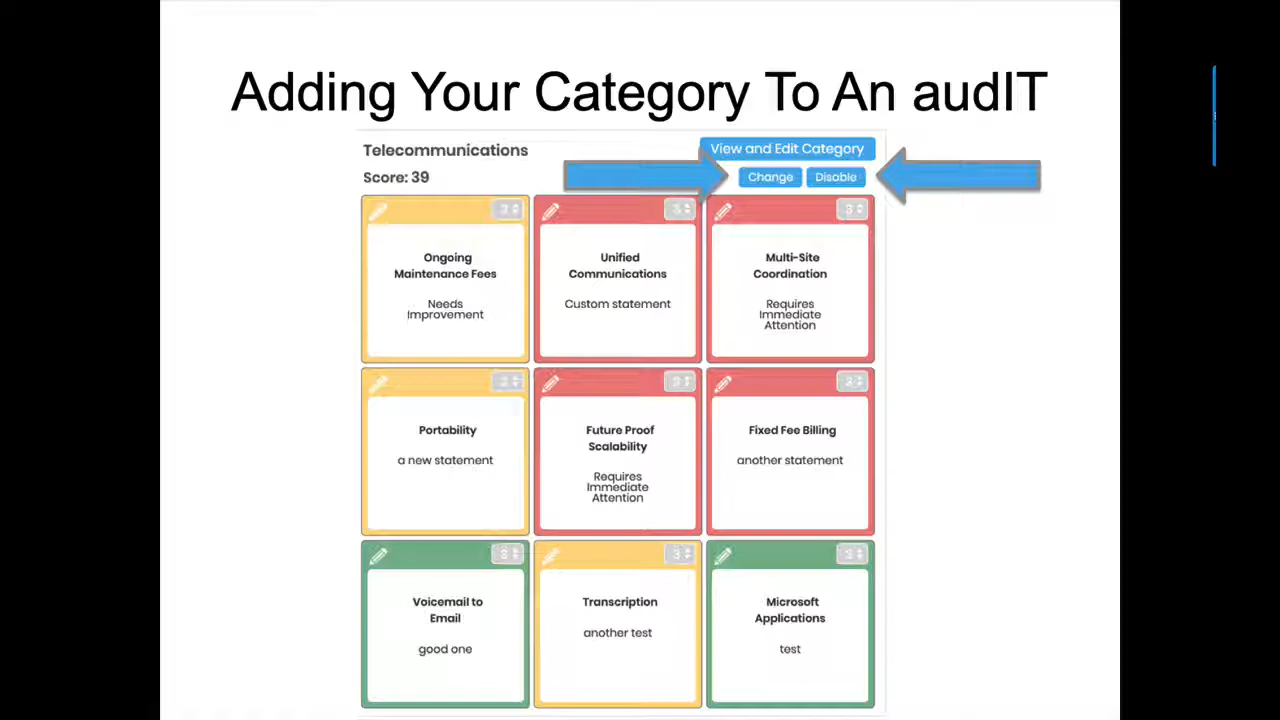 Adding Your Category To An audIT
Telecommunications
View and Edit Category
Score: 39
Change
Disable
Ongoing
Maintenance Fees
Needs
Improvement
Unified
Communications
Custom statement
Multi-Site
Coordination
Requires
Immediate
Attention
Portability
a new statement
Future Proof
Scalability
Requires
Immediate
Attention
Fixed Fee Billing
another statement
Voicemail to
Email
good one
Transcription
another test
Microsoft
Applications
test